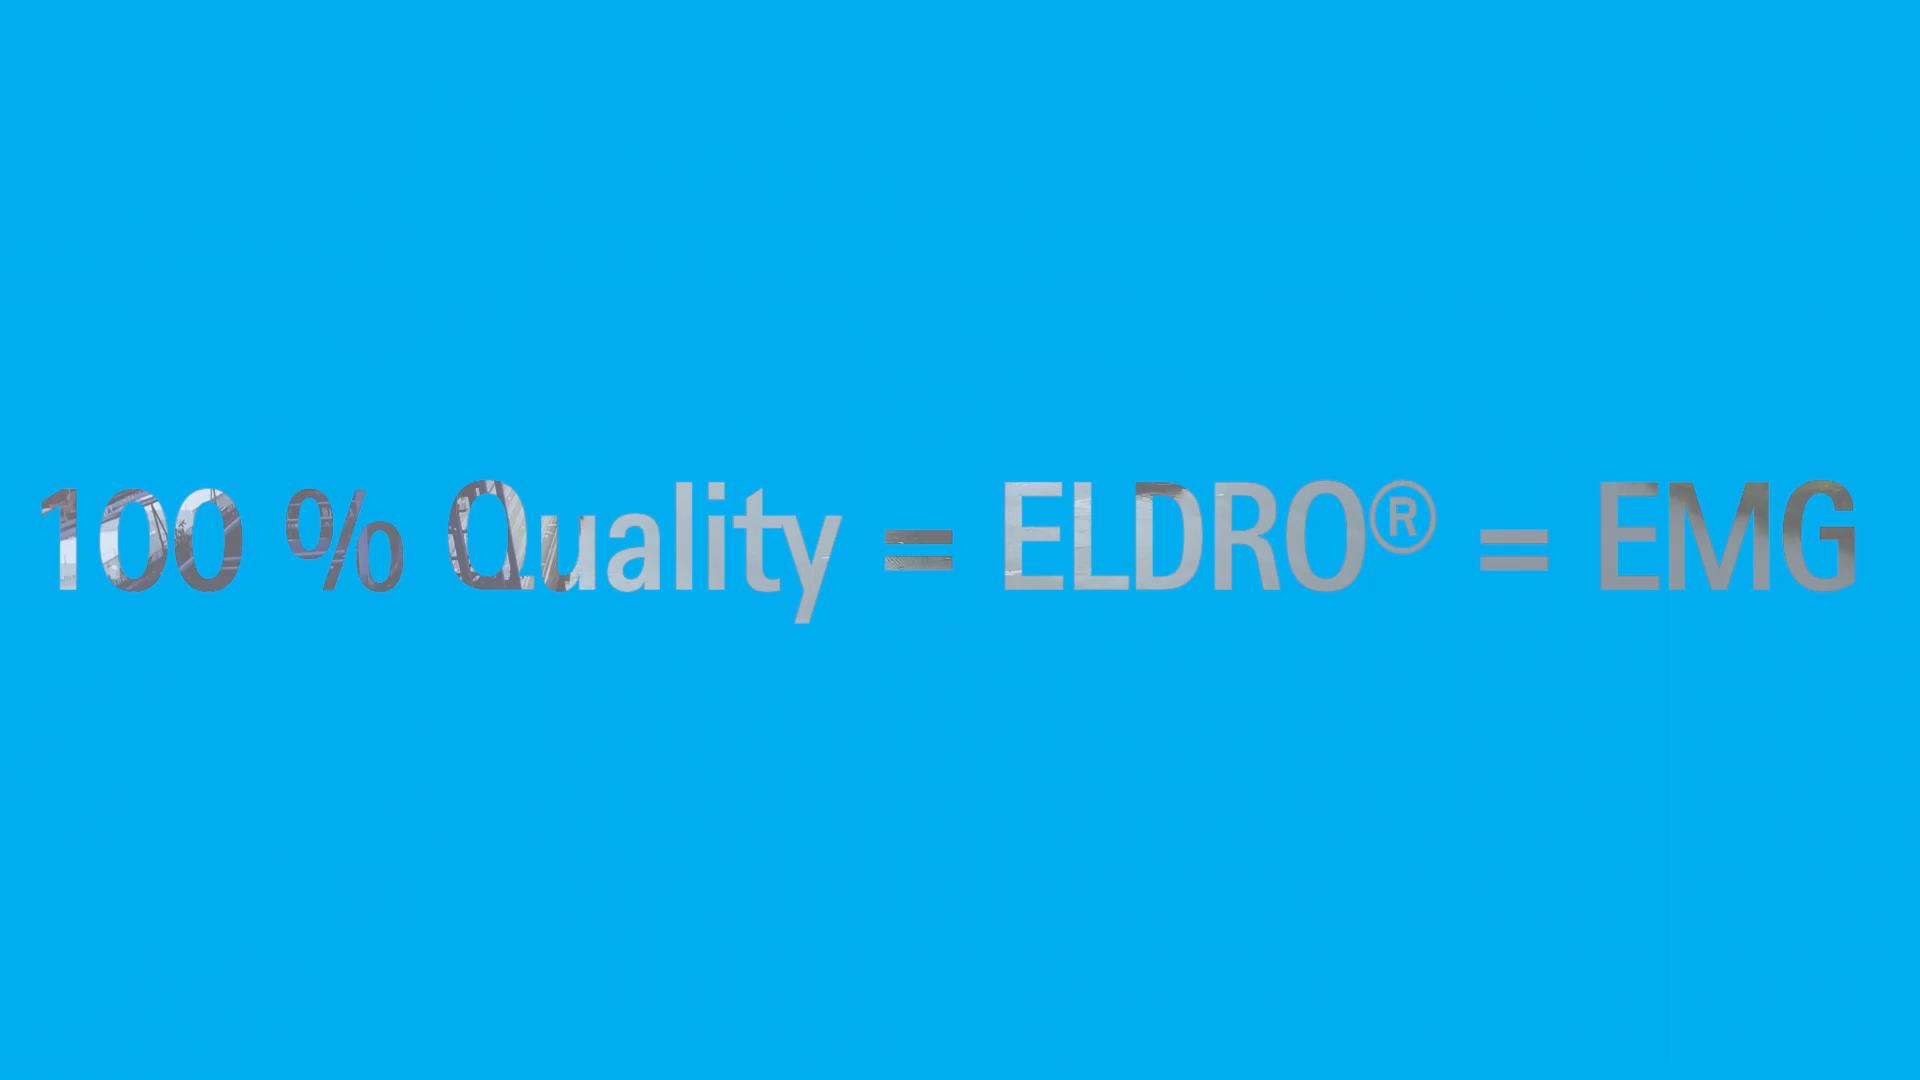 100 % Quality = ELDRO® = EMG